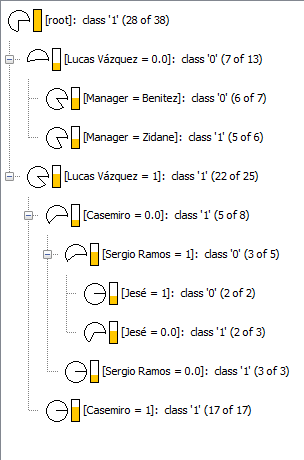 [root]: class '1' (28 of 38)
[Lucas Vázquez = 0.0]: class '0' (7 of 13)
[Manager = Benitez]: class '0' (6 of 7)
[Manager = Zidane]: class '1' (5 of 6)
[Lucas Vázquez = 1]: class '1' (22 of 25)
[Casemiro = 0.0]: class '1' (5 of 8)
[Sergio Ramos = 1]: class '0' (3 of 5)
[Jesé = 1]: class '0' (2 of 2)
[Jesé = 0.0]: class '1' (2 of 3)
[Sergio Ramos = 0.0]: class '1' (3 of 3)
[Casemiro = 1]: class '1' (17 of 17)